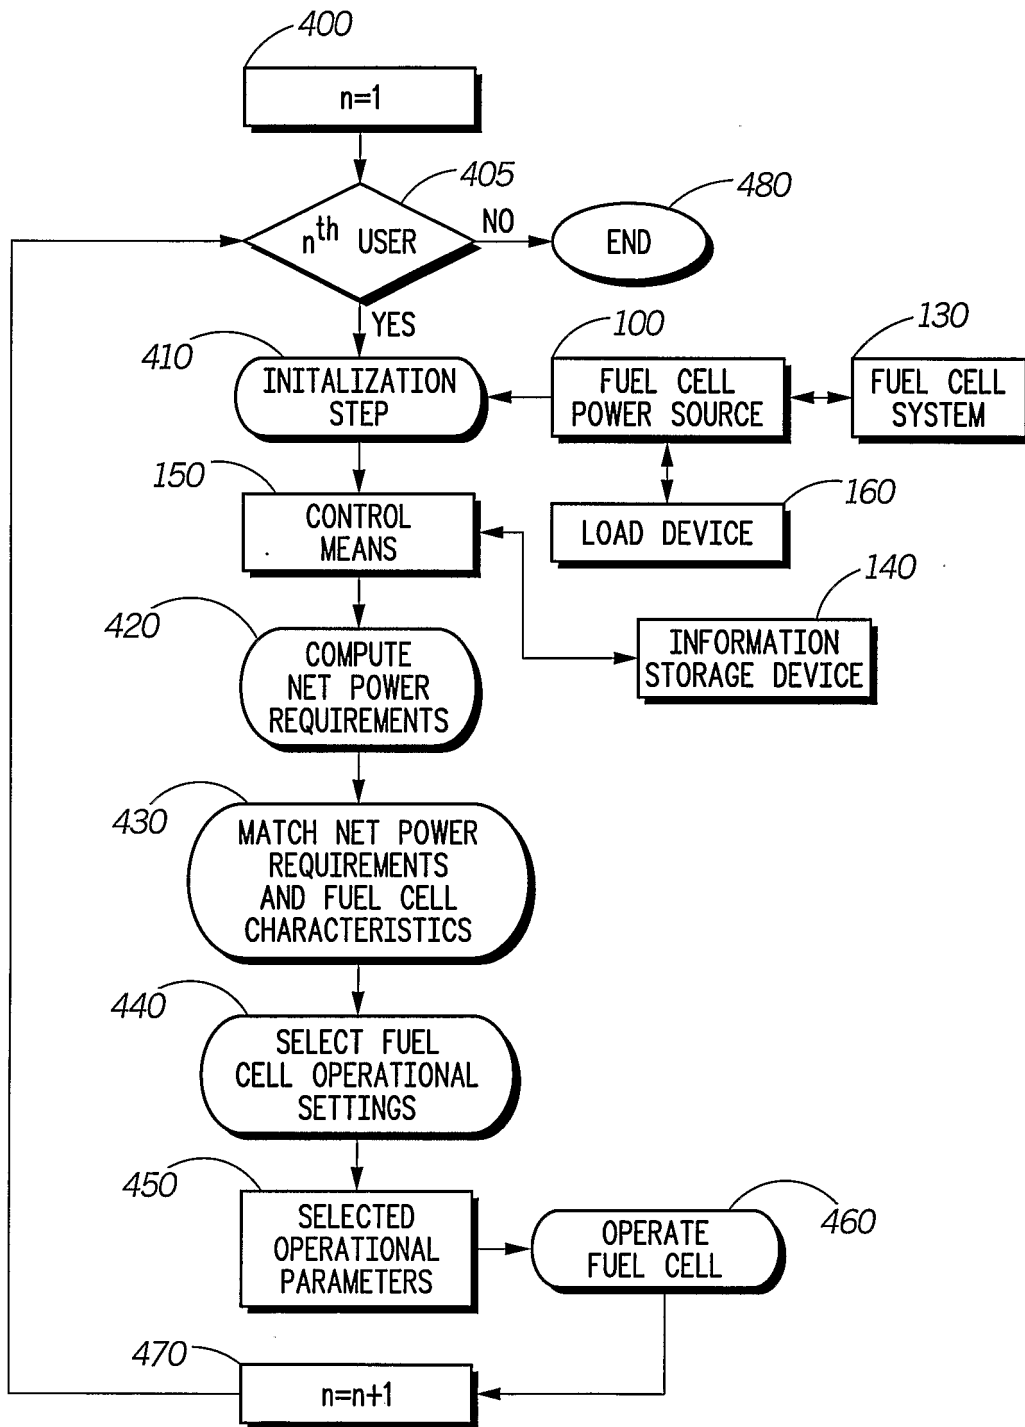 400
n=1
405
nth USER
NO
480
END
YES
410
INITALIZATION
STEP
100
FUEL CELL
POWER SOURCE
130
FUEL CELL
SYSTEM
150
CONTROL
MEANS
160
LOAD DEVICE
140
INFORMATION
STORAGE DEVICE
420
COMPUTE
NET POWER
REQUIREMENTS
430
MATCH NET POWER
REQUIREMENTS
AND FUEL CELL
CHARACTERISTICS
440
SELECT FUEL
CELL OPERATIONAL
SETTINGS
450
SELECTED
OPERATIONAL
PARAMETERS
460
OPERATE
FUEL CELL
470
n=n+1